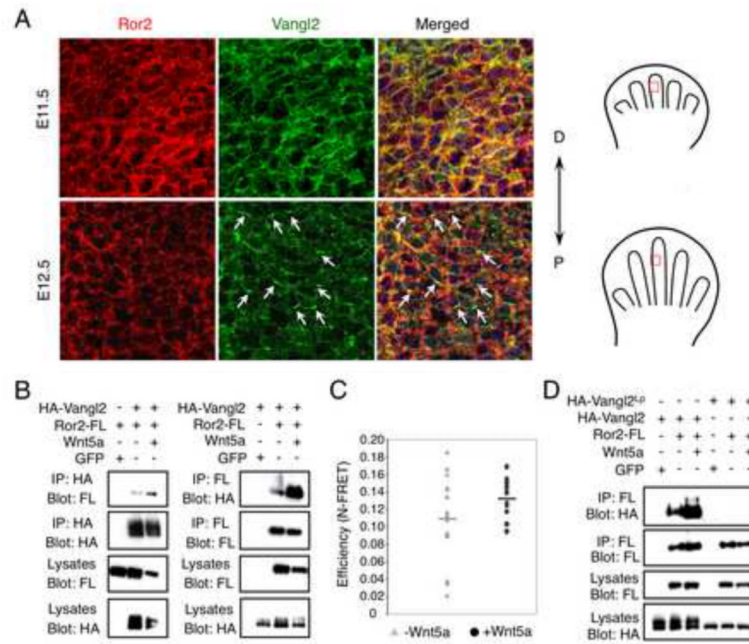 A
Ror2 Vangl2 Merged
E11.5
D
E12.5
P
B
HA-Vangl2 - + +
Ror2-FL + + +
Wnt5a - - +
GFP + - -
IP: HA
Blot: FL
IP: HA
Blot: HA
Lysates
Blot: FL
Lysates
Blot: HA
HA-Vangl2 + + +
Ror2-FL - + +
Wnt5a - - +
GFP + - -
IP: FL
Blot: HA
IP: FL
Blot: FL
Lysates
Blot: FL
Lysates
Blot: HA
C
Efficiency (N-FRET)
0.20
0.18
0.16
0.14
0.12
0.10
0.08
0.06
0.04
0.02
0
-Wnt5a +Wnt5a
D
HA-Vangl2Lp - - - + + +
HA-Vangl2 + + + - - -
Ror2-FL - + + - + +
Wnt5a - - + - - +
GFP + - - + - -
IP: FL
Blot: HA
IP: FL
Blot: FL
Lysates
Blot: FL
Lysates
Blot: HA